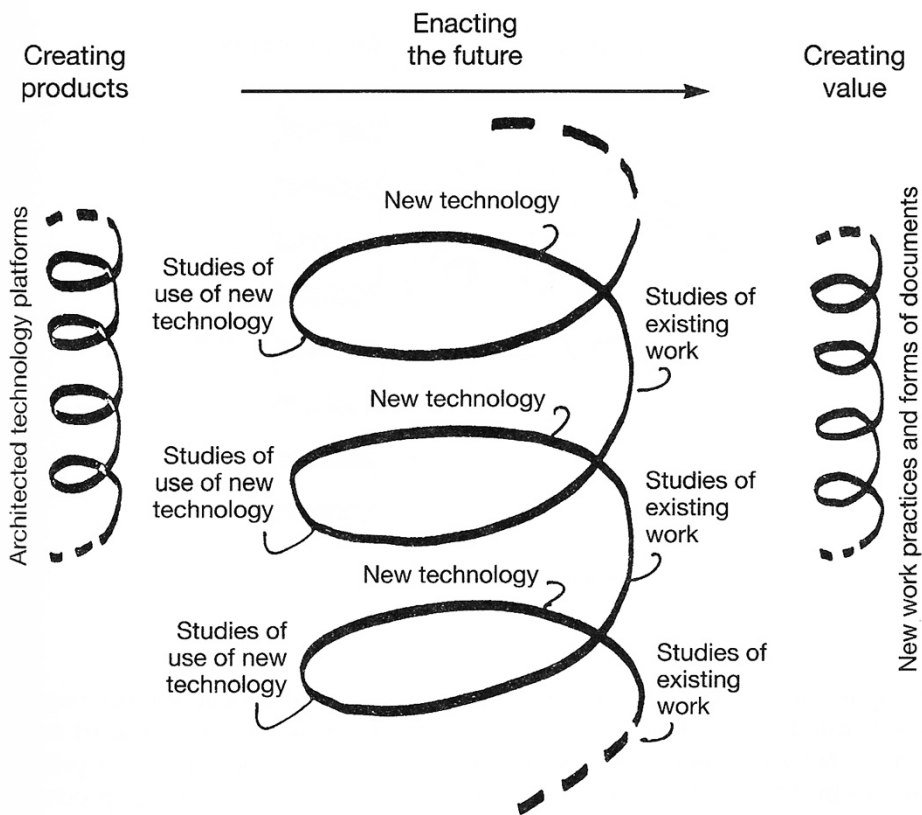 Creating
products
Enacting
the future
Creating
value
Architected technology platforms
New technology
Studies of
use of new
technology
Studies of
existing
work
New technology
Studies of
use of new
technology
Studies of
existing
work
New technology
Studies of
use of new
technology
Studies of
existing
work
New work practices and forms of documents